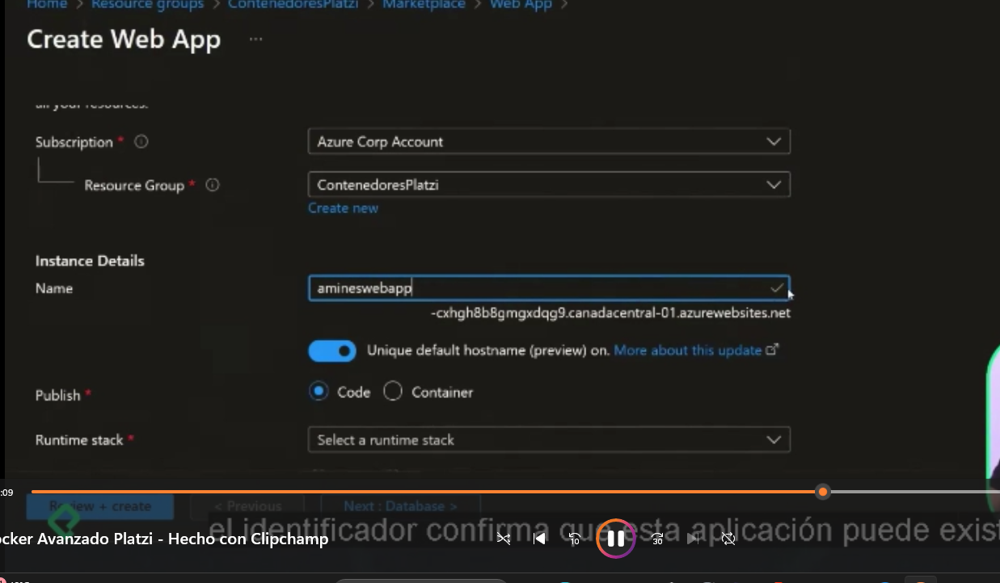 Home > Resource groups > ContenedoresPlatzi > Marketplace > Web App >
Create Web App ...
all your resources.
Subscription *
Azure Corp Account
Resource Group *
ContenedoresPlatzi
Create new
Instance Details
Name
amineswebapp
-cxhgh8b8gmgxdqg9.canadacentral-01.azurewebsites.net
Unique default hostname (preview) on. More about this update
Publish *
Code
Container
Runtime stack *
Select a runtime stack
:09
Review + create
< Previous
Next : Database >
el identificador confirma que esta aplicación puede exist
ocker Avanzado Platzi - Hecho con Clipchamp
10
30